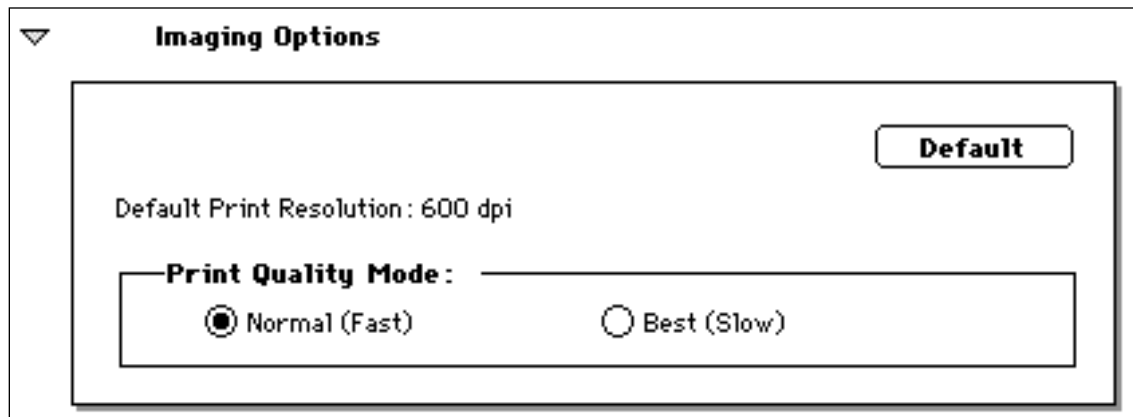 Imaging Options
Default
Default Print Resolution: 600 dpi
Print Quality Mode:
Normal (Fast) Best (Slow)